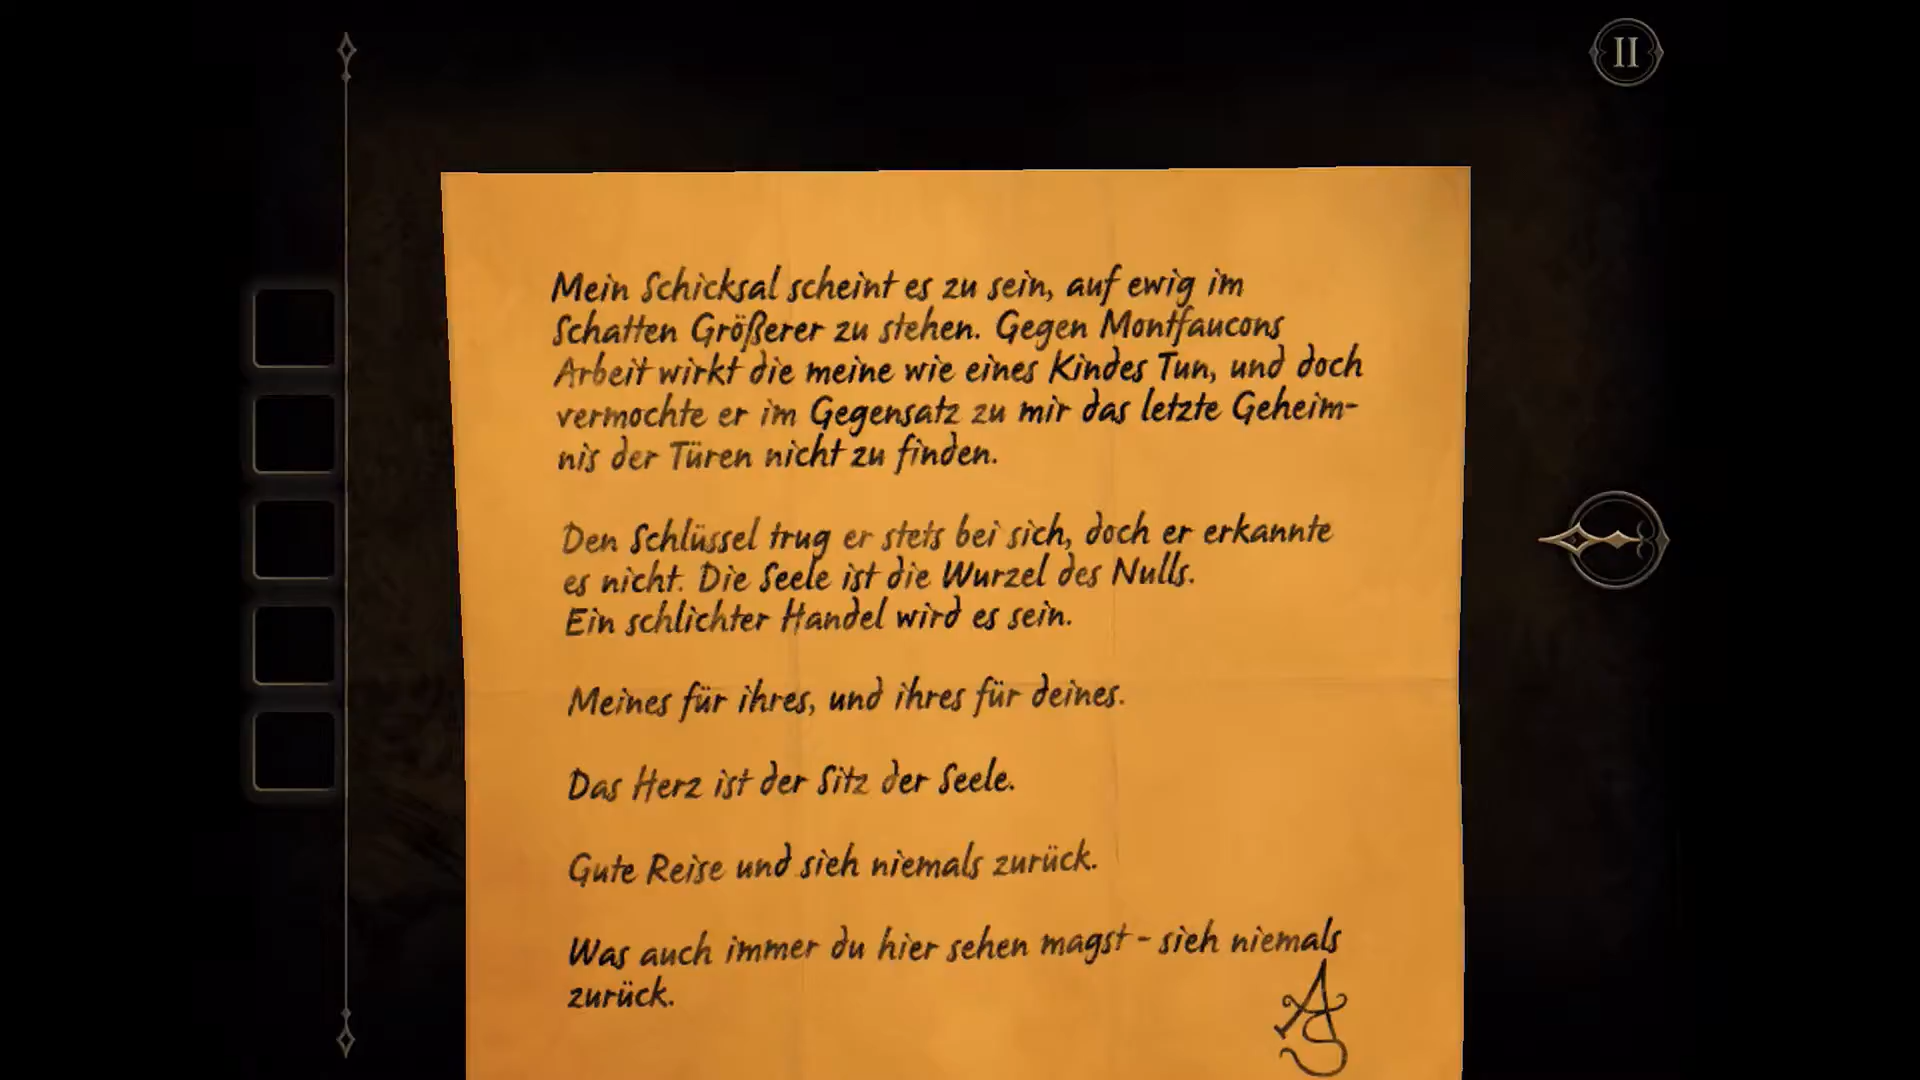 II
Mein Schicksal scheint es zu sein, auf ewig im
Schatten Größerer zu stehen. Gegen Montfaucons
Arbeit wirkt die meine wie eines Kindes Tun, und doch
vermochte er im Gegensatz zu mir das letzte Geheim-
nis der Türen nicht zu finden.
Den Schlüssel trug er stets bei sich, doch er erkannte
es nicht. Die Seele ist die Wurzel des Nulls.
Ein schlichter Handel wird es sein.
Meines für ihres, und ihres für deines.
Das Herz ist der Sitz der Seele.
Gute Reise und sieh niemals zurück.
Was auch immer du hier sehen magst - sieh niemals
zurück.
AS